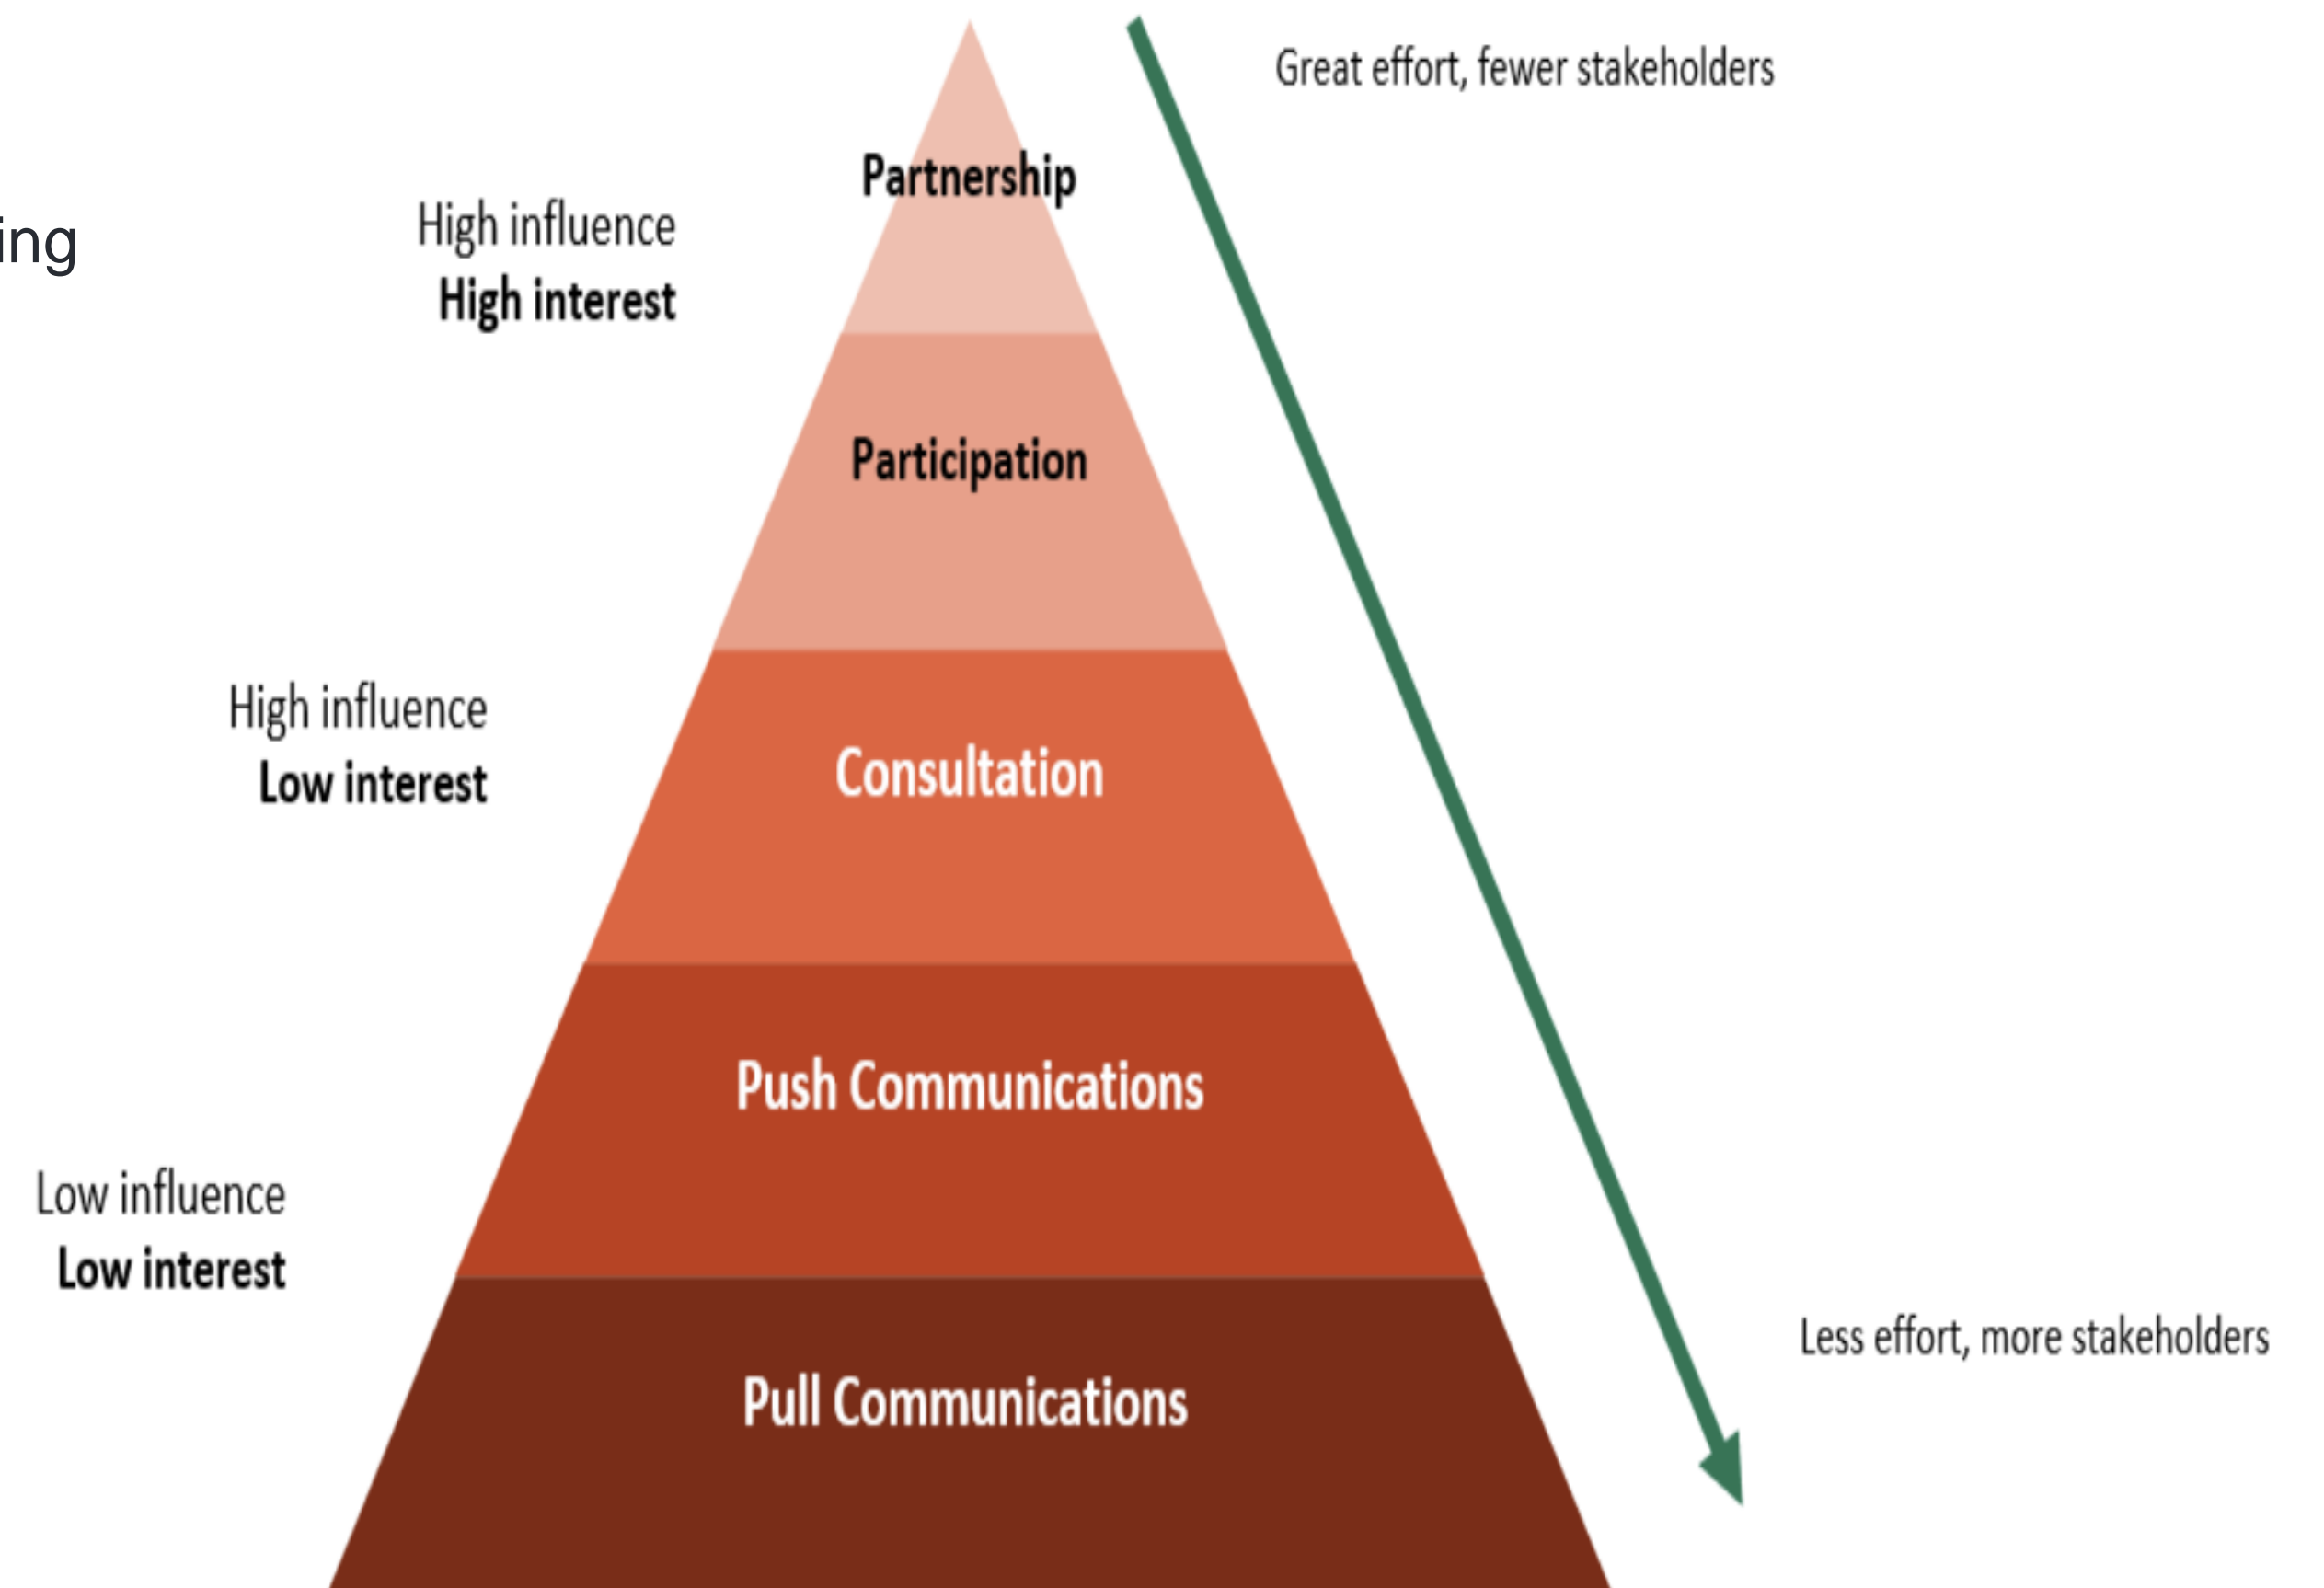 Great effort, fewer stakeholders
Partnership
ing
High influence
High interest
Participation
High influence
Low interest
Consultation
Push Communications
Low influence
Low interest
Less effort, more stakeholders
Pull Communications